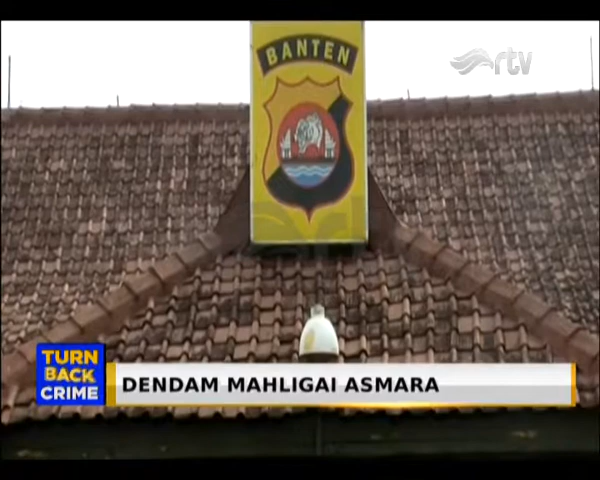 BANTEN
rtv
TURN
BACK
CRIME
DENDAM MAHLIGAI ASMARA